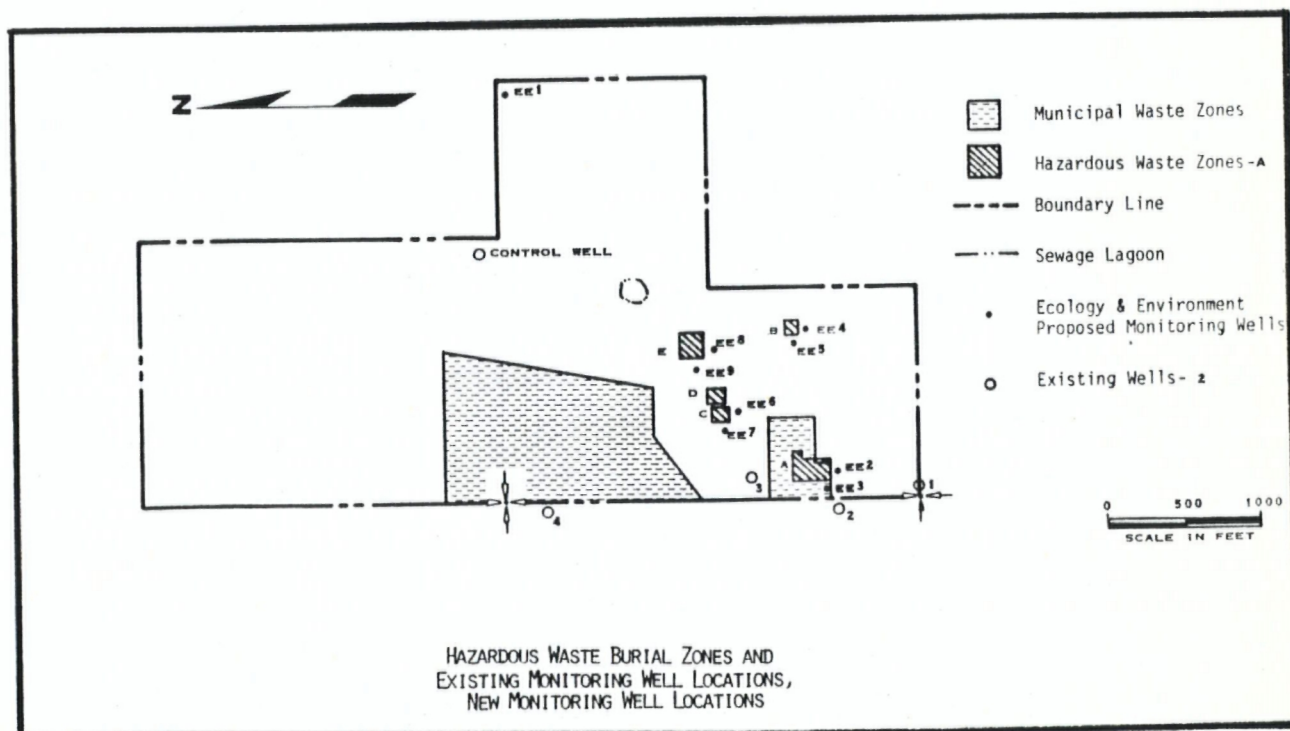 EE1
N
Municipal Waste Zones
Hazardous Waste Zones-A
Boundary Line
CONTROL WELL
Sewage Lagoon
Ecology & Environment
Proposed Monitoring Wells
B
EE4
EE5
E
EE8
EE9
Existing Wells- 2
D
C
EE6
EE7
A
EE2
EE3
3
1
4
2
0 500 1000
SCALE IN FEET
HAZARDOUS WASTE BURIAL ZONES AND
EXISTING MONITORING WELL LOCATIONS,
NEW MONITORING WELL LOCATIONS